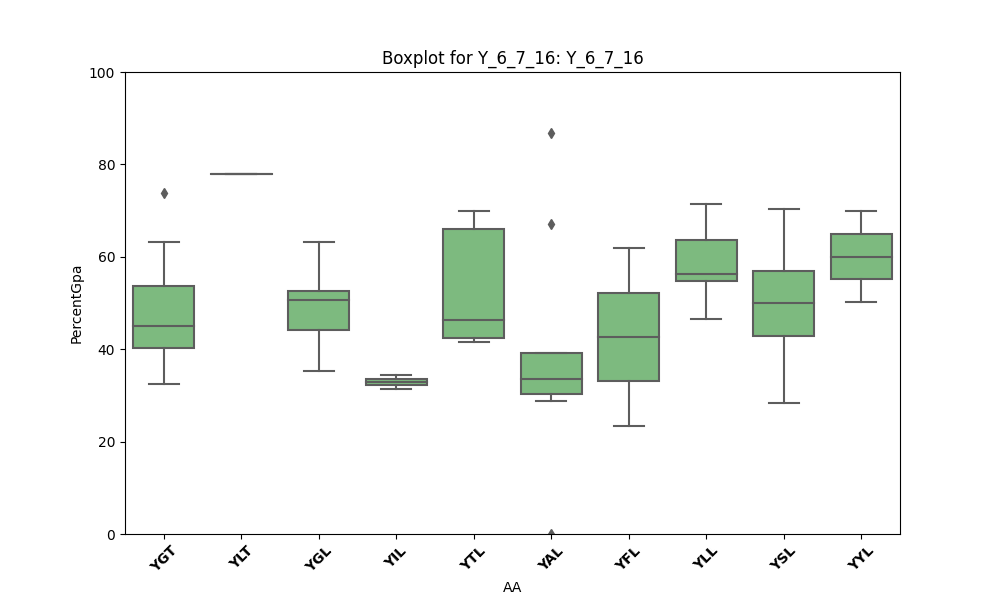 Boxplot for Y_6_7_16: Y_6_7_16
PercentGpa
100
80
60
40
20
0
YGT YLT YGL YIL YTL YAL YFL YLL YSL YYL
AA